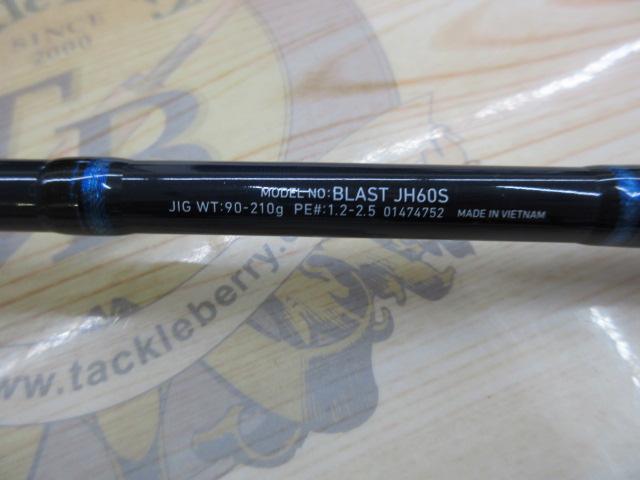 SINCE
2000
TB
MODEL NO: BLAST JH60S
JIG WT:90-210g PE#:1.2-2.5 01474752 MADE IN VIETNAM
www.tackleberry.c